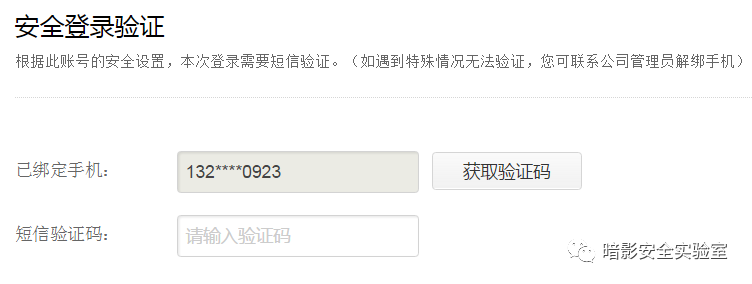 安全登录验证
根据此账号的安全设置，本次登录需要短信验证。（如遇到特殊情况无法验证，您可联系公司管理员解绑手机）
已绑定手机： 132****0923 获取验证码
短信验证码： 请输入验证码
暗影安全实验室